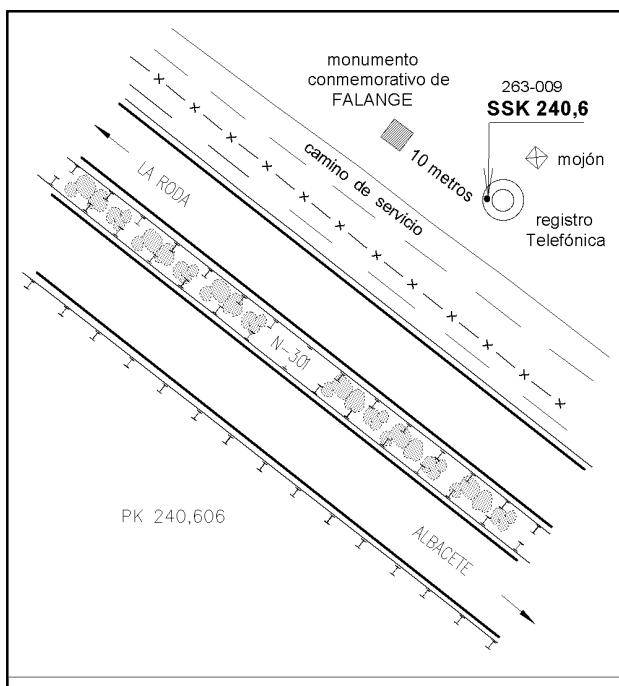 monumento
conmemorativo de
FALANGE
263-009
SSK 240,6
10 metros
mojón
registro
Telefónica
camino de servicio
LA RODA
N-301
PK 240,606
ALBACETE